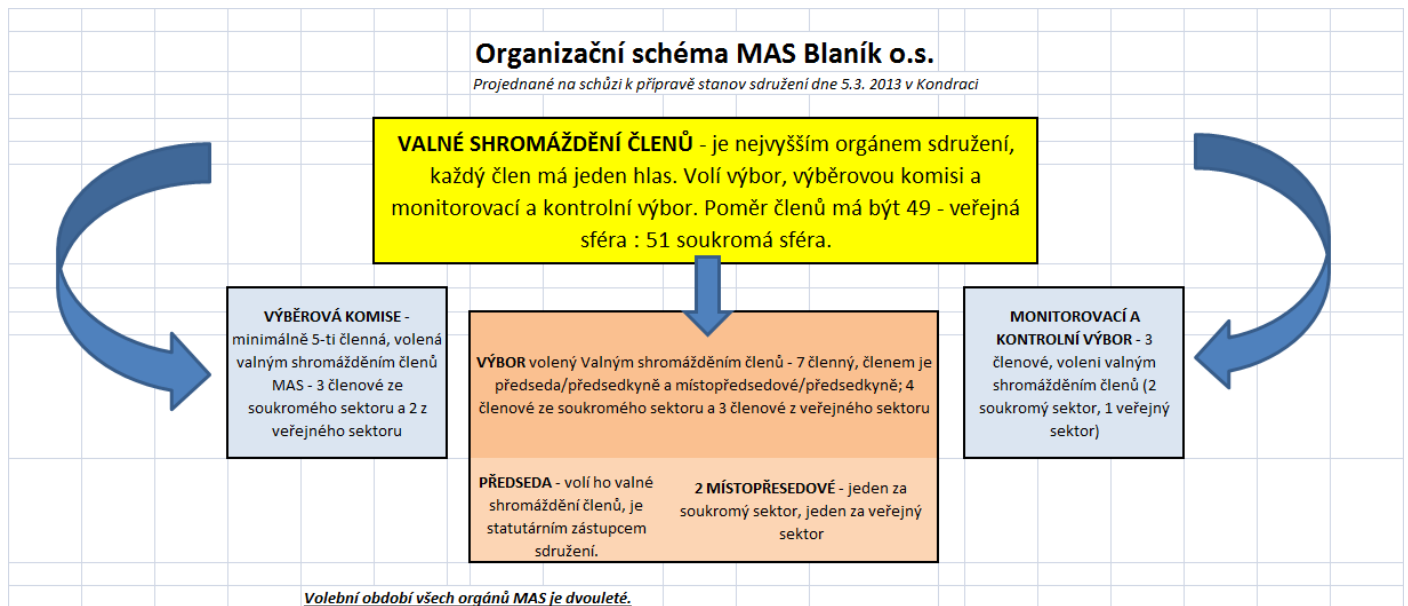 Organizační schéma MAS Blaník o.s.
Projednané na schůzi k přípravě stanov sdružení dne 5.3. 2013 v Kondraci
VALNÉ SHROMÁŽDĚNÍ ČLENŮ - je nejvyšším orgánem sdružení,
každý člen má jeden hlas. Volí výbor, výběrovou komisi a
monitorovací a kontrolní výbor. Poměr členů má být 49 - veřejná
sféra : 51 soukromá sféra.
VÝBĚROVÁ KOMISE -
minimálně 5-ti členná, volená
valným shromážděním členů
MAS - 3 členové ze
soukromého sektoru a 2 z
veřejného sektoru
VÝBOR volený Valným shromážděním členů - 7 členný, členem je
předseda/předsedkyně a místopředsedové/předsedkyně; 4
členové ze soukromého sektoru a 3 členové z veřejného sektoru
MONITOROVACÍ A
KONTROLNÍ VÝBOR - 3
členové, voleni valným
shromážděním členů (2
soukromý sektor, 1 veřejný
sektor)
PŘEDSEDA - volí ho valné
shromáždění členů, je
statutárním zástupcem
sdružení.
2 MÍSTOPŘESEDOVÉ - jeden za
soukromý sektor, jeden za veřejný
sektor
Volební období všech orgánů MAS je dvouleté.